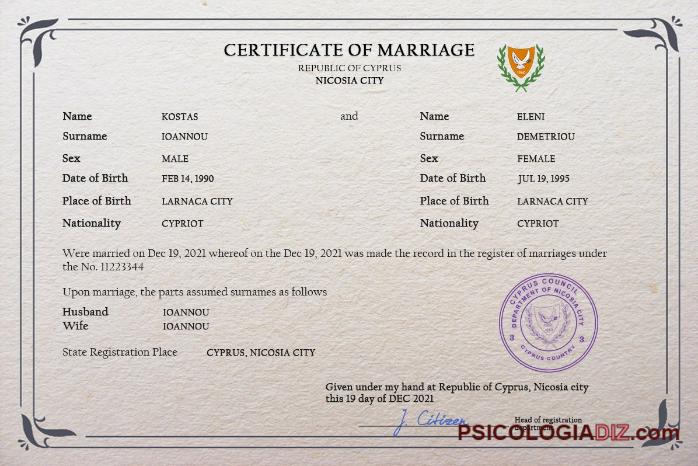 CERTIFICATE OF MARRIAGE
REPUBLIC OF CYPRUS
NICOSIA CITY
Name KOSTAS and Name ELENI
Surname IOANNOU Surname DEMETRIOU
Sex MALE Sex FEMALE
Date of Birth FEB 14, 1990 Date of Birth JUL 19, 1995
Place of Birth LARNACA CITY Place of Birth LARNACA CITY
Nationality CYPRIOT Nationality CYPRIOT
Were married on Dec 19, 2021 whereof on the Dec 19, 2021 was made the record in the register of marriages under
the No. 11223344
Upon marriage, the parts assumed surnames as follows
Husband IOANNOU
Wife IOANNOU
State Registration Place CYPRUS, NICOSIA CITY
CYPRUS COUNCIL
DEPARTMENT OF NICOSIA CITY
3 3
CYPRUS COUNTRY
Given under my hand at Republic of Cyprus, Nicosia city
this 19 day of DEC 2021
J. Citizen Head of registration
department
PSICOLOGIADIZ.com